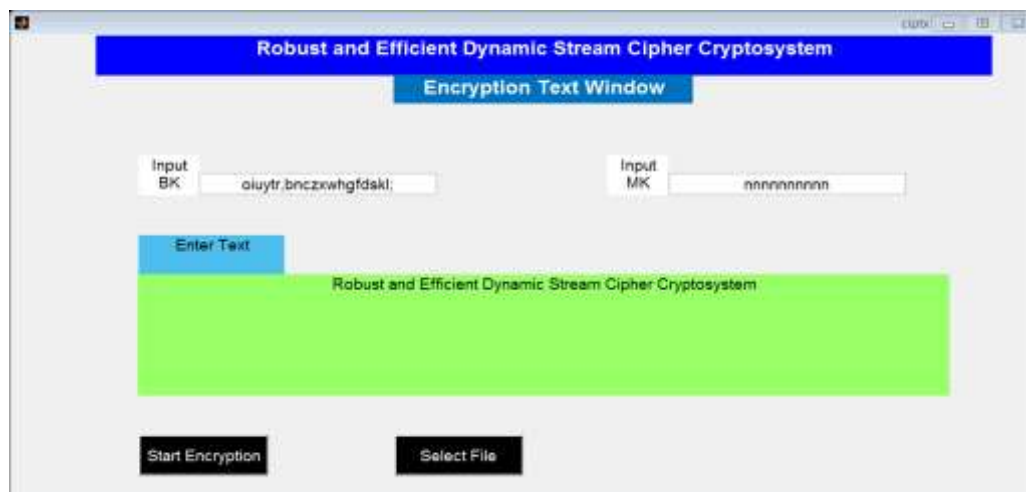 Robust and Efficient Dynamic Stream Cipher Cryptosystem
Encryption Text Window
Input
BK
oiuytr,bnczxwhgfdskl;
Input
MK
nnnnnnnnnn
Enter Text
Robust and Efficient Dynamic Stream Cipher Cryptosystem
Start Encryption
Select File